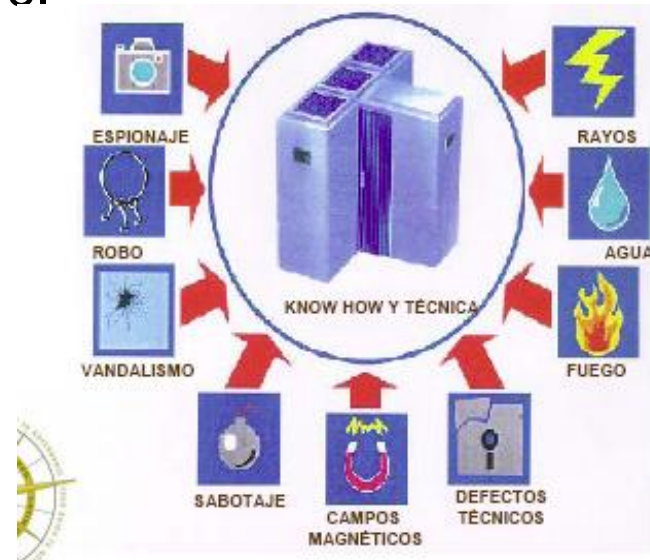 ESPIONAJE
RAYOS
ROBO
AGUA
KNOW HOW Y TÉCNICA
VANDALISMO
FUEGO
SABOTAJE
CAMPOS
MAGNÉTICOS
DEFECTOS
TÉCNICOS